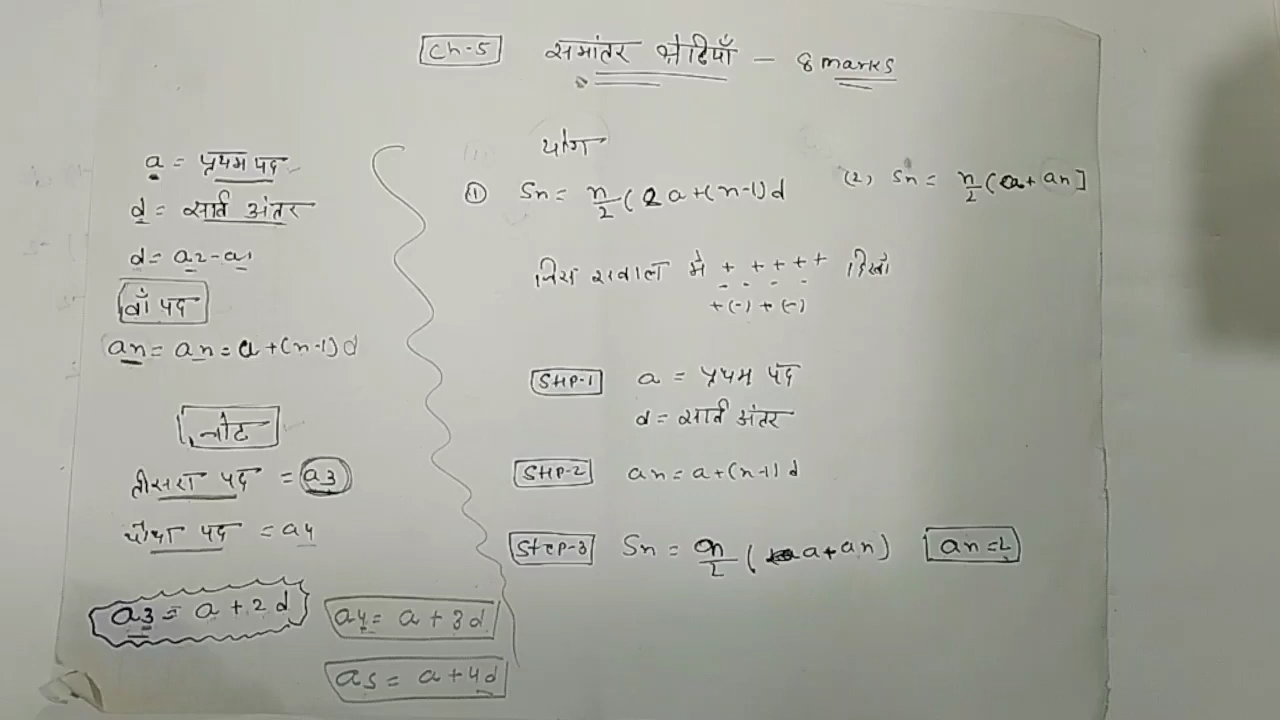 Ch-5 समांतर श्रेढियाँ - 8 marks
a = प्रथम पद
d = सार्व अंतर
d = a2 - a1
वाँ पद
an = an = a + (n-1) d
नोट
तीसरा पद = a3
चौथा पद = a4
a3 = a + 2d
a4 = a + 3d
a5 = a + 4d
योग
① Sn = n/2 ( 2a + (n-1) d
(2) Sn = n/2 ( a + an ]
जिस सवाल मे + + + + + दिखे
- - - -
+ (-) + (-)
Step-1 a = प्रथम पद
d = सार्व अंतर
Step-2 an = a + (n-1) d
Step-3 Sn = n/2 ( a + an ) an = L